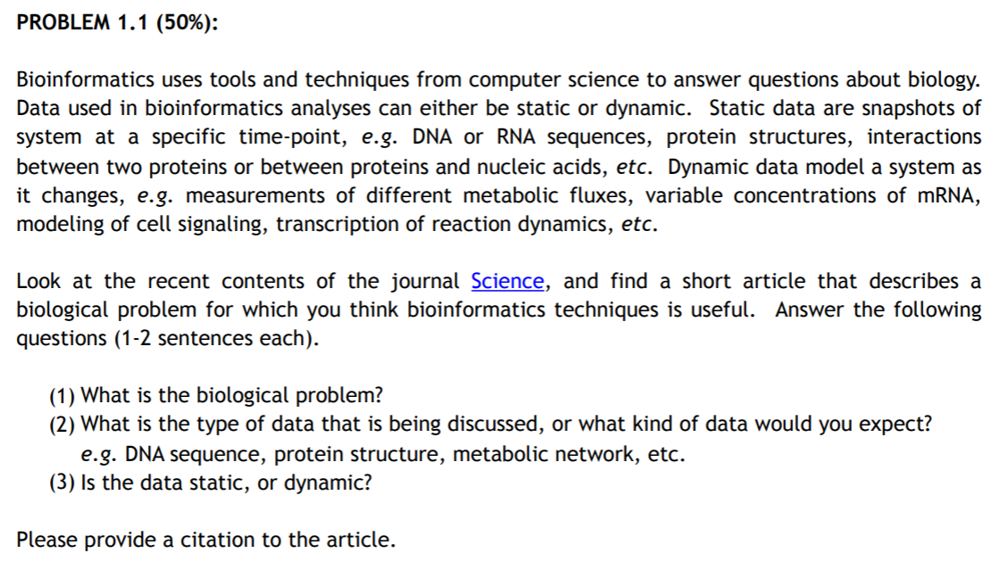 PROBLEM 1.1 (50%):
Bioinformatics uses tools and techniques from computer science to answer questions about biology.
Data used in bioinformatics analyses can either be static or dynamic. Static data are snapshots of
system at a specific time-point, e.g. DNA or RNA sequences, protein structures, interactions
between two proteins or between proteins and nucleic acids, etc. Dynamic data model a system as
it changes, e.g. measurements of different metabolic fluxes, variable concentrations of mRNA,
modeling of cell signaling, transcription of reaction dynamics, etc.
Look at the recent contents of the journal Science, and find a short article that describes a
biological problem for which you think bioinformatics techniques is useful. Answer the following
questions (1-2 sentences each).
(1) What is the biological problem?
(2) What is the type of data that is being discussed, or what kind of data would you expect?
e.g. DNA sequence, protein structure, metabolic network, etc.
(3) Is the data static, or dynamic?
Please provide a citation to the article.